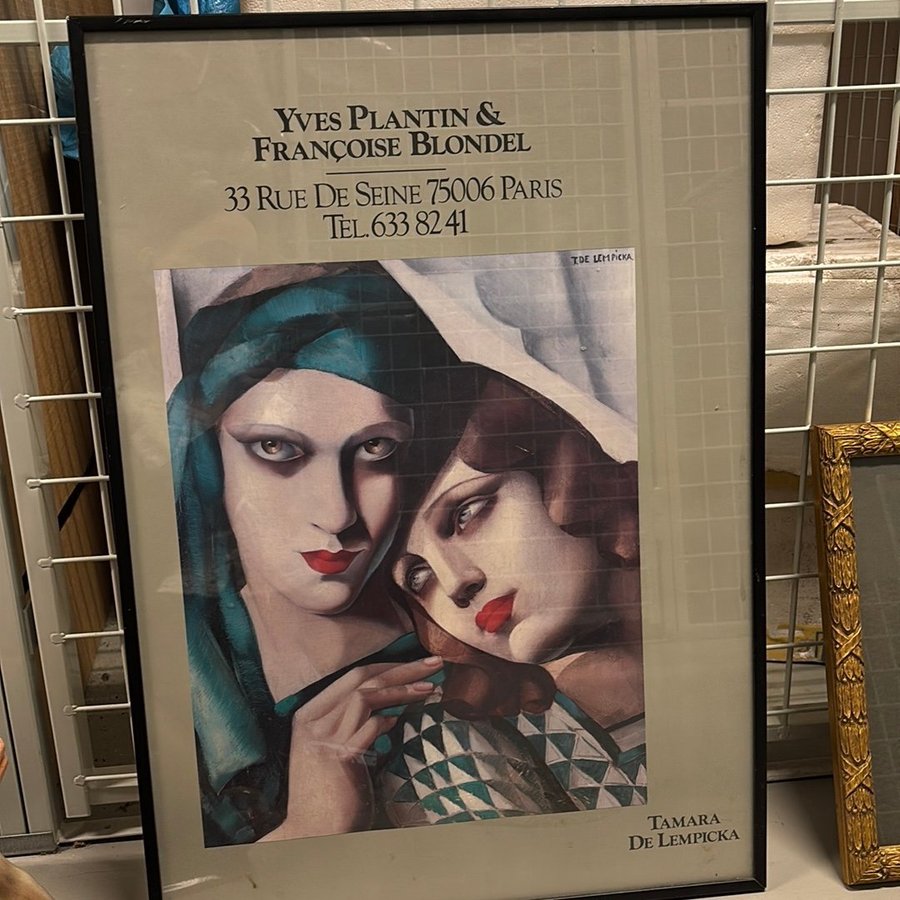 YVES PLANTIN &
FRANÇOISE BLONDEL
33 RUE DE SEINE 75006 PARIS
TEL.633 82 41
T.DE LEMPICKA
TAMARA
DE LEMPICKA